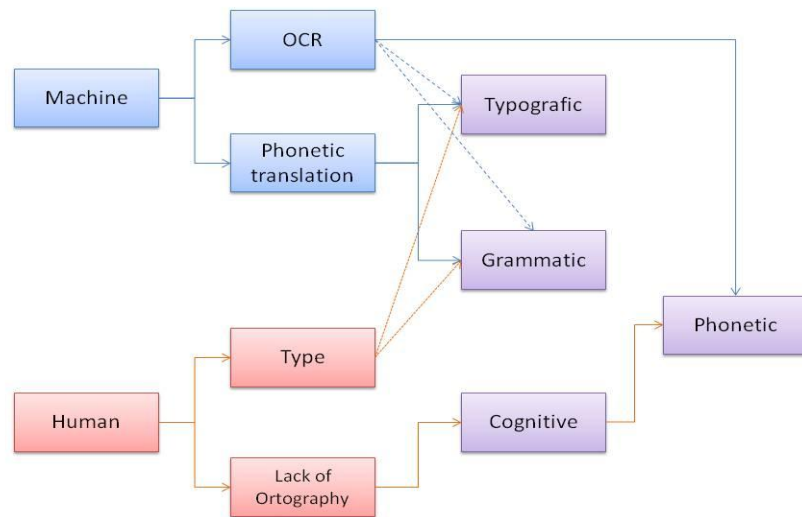 OCR
Machine
Typografic
Phonetic
translation
Grammatic
Phonetic
Type
Human
Cognitive
Lack of
Ortography